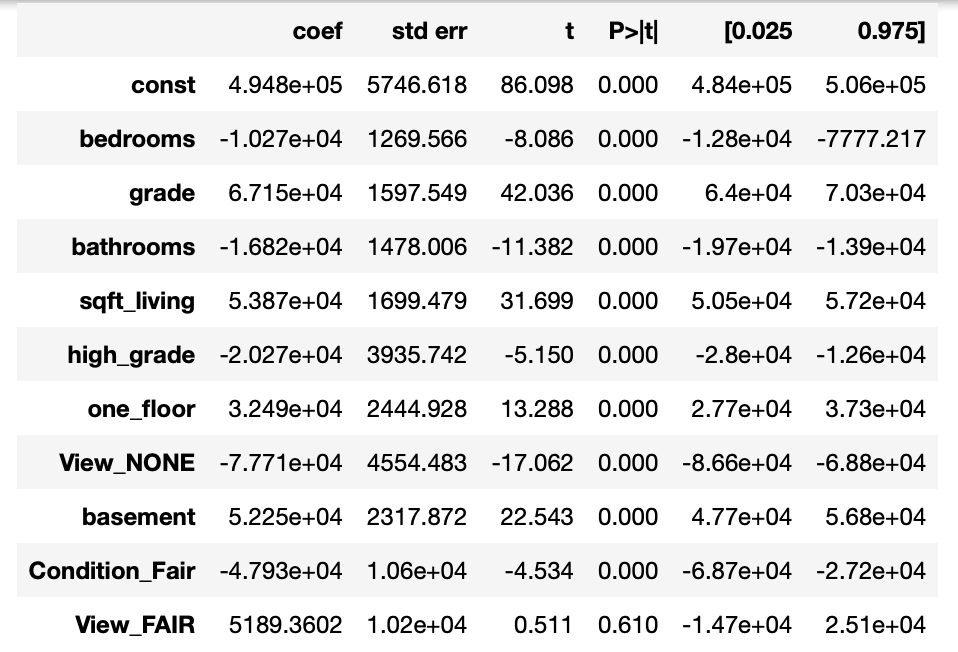 coef std err t P>|t| [0.025 0.975]
const 4.948e+05 5746.618 86.098 0.000 4.84e+05 5.06e+05
bedrooms -1.027e+04 1269.566 -8.086 0.000 -1.28e+04 -7777.217
grade 6.715e+04 1597.549 42.036 0.000 6.4e+04 7.03e+04
bathrooms -1.682e+04 1478.006 -11.382 0.000 -1.97e+04 -1.39e+04
sqft_living 5.387e+04 1699.479 31.699 0.000 5.05e+04 5.72e+04
high_grade -2.027e+04 3935.742 -5.150 0.000 -2.8e+04 -1.26e+04
one_floor 3.249e+04 2444.928 13.288 0.000 2.77e+04 3.73e+04
View_NONE -7.771e+04 4554.483 -17.062 0.000 -8.66e+04 -6.88e+04
basement 5.225e+04 2317.872 22.543 0.000 4.77e+04 5.68e+04
Condition_Fair -4.793e+04 1.06e+04 -4.534 0.000 -6.87e+04 -2.72e+04
View_FAIR 5189.3602 1.02e+04 0.511 0.610 -1.47e+04 2.51e+04